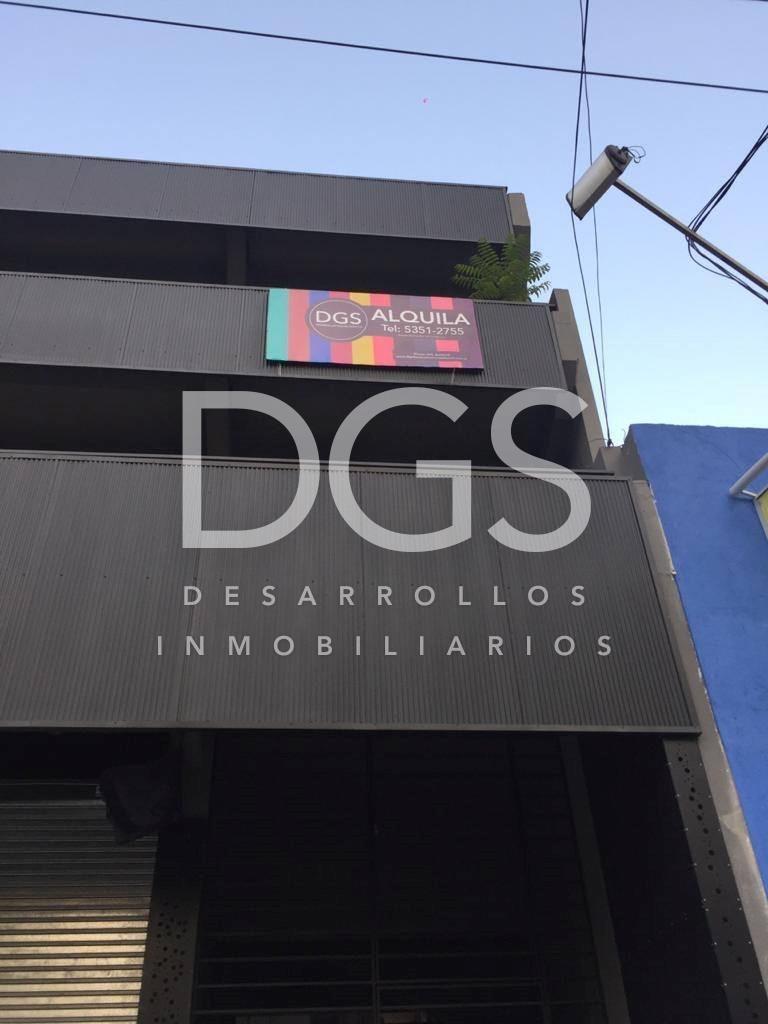 DGS
ALQUILA
Tel: 5351-2755
DGS
DESARROLLOS
INMOBILIARIOS